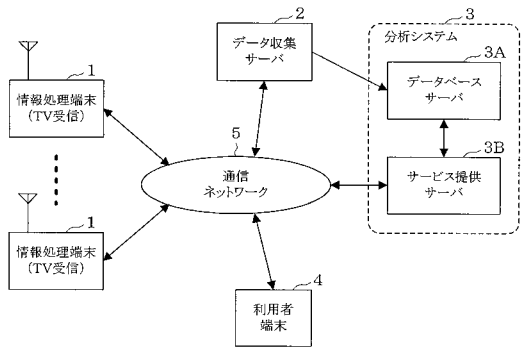 1
情報処理端末
(TV受信)
1
情報処理端末
(TV受信)
2
データ収集
サーバ
5
通信
ネットワーク
4
利用者
端末
3
分析システム
3A
データベース
サーバ
3B
サービス提供
サーバ